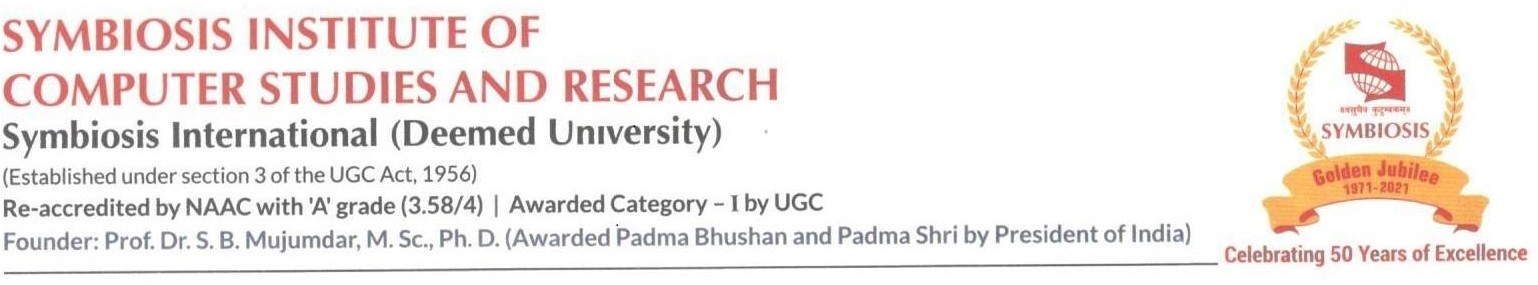 SYMBIOSIS INSTITUTE OF
COMPUTER STUDIES AND RESEARCH
Symbiosis International (Deemed University)
(Established under section 3 of the UGC Act, 1956)
Re-accredited by NAAC with 'A' grade (3.58/4) | Awarded Category – I by UGC
Founder: Prof. Dr. S. B. Mujumdar, M. Sc., Ph. D. (Awarded Padma Bhushan and Padma Shri by President of India)
॥वसुधैव कुटुम्बकम्॥
SYMBIOSIS
Golden Jubilee
1971-2021
Celebrating 50 Years of Excellence